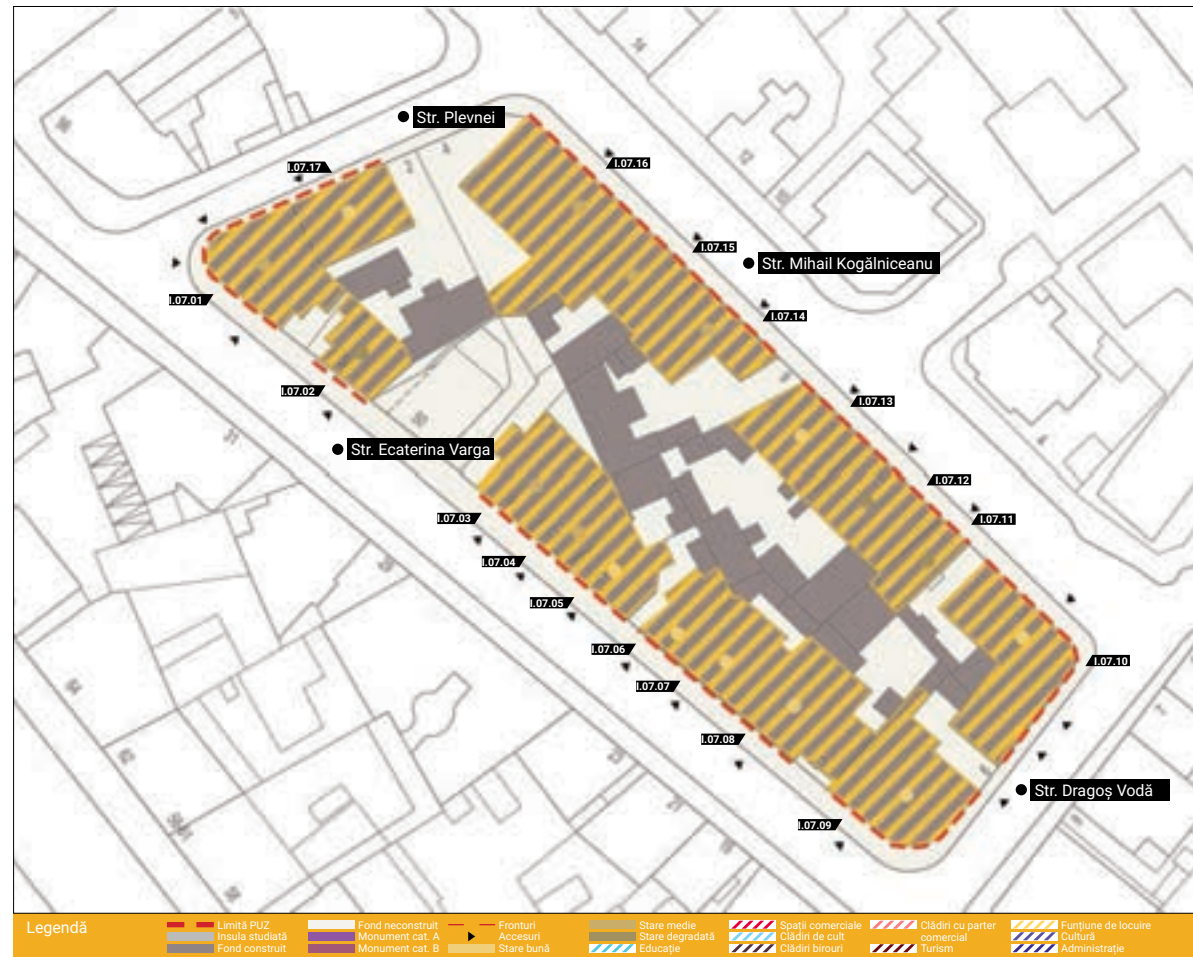 Str. Plevnei
I.07.17
I.07.16
I.07.15
Str. Mihail Kogălniceanu
I.07.01
I.07.14
I.07.02
I.07.13
Str. Ecaterina Varga
I.07.12
I.07.03
I.07.11
I.07.04
I.07.05
I.07.06
I.07.10
I.07.07
I.07.08
Str. Dragoș Vodă
I.07.09
Legendă
Limită PUZ
Insula studiată
Fond construit
Fond neconstruit
Monument cat. A
Monument cat. B
Fronturi
Accesuri
Stare bună
Stare medie
Stare degradată
Educație
Spații comerciale
Clădiri de cult
Clădiri birouri
Clădiri cu parter
comercial
Turism
Funțiune de locuire
Cultură
Administrație